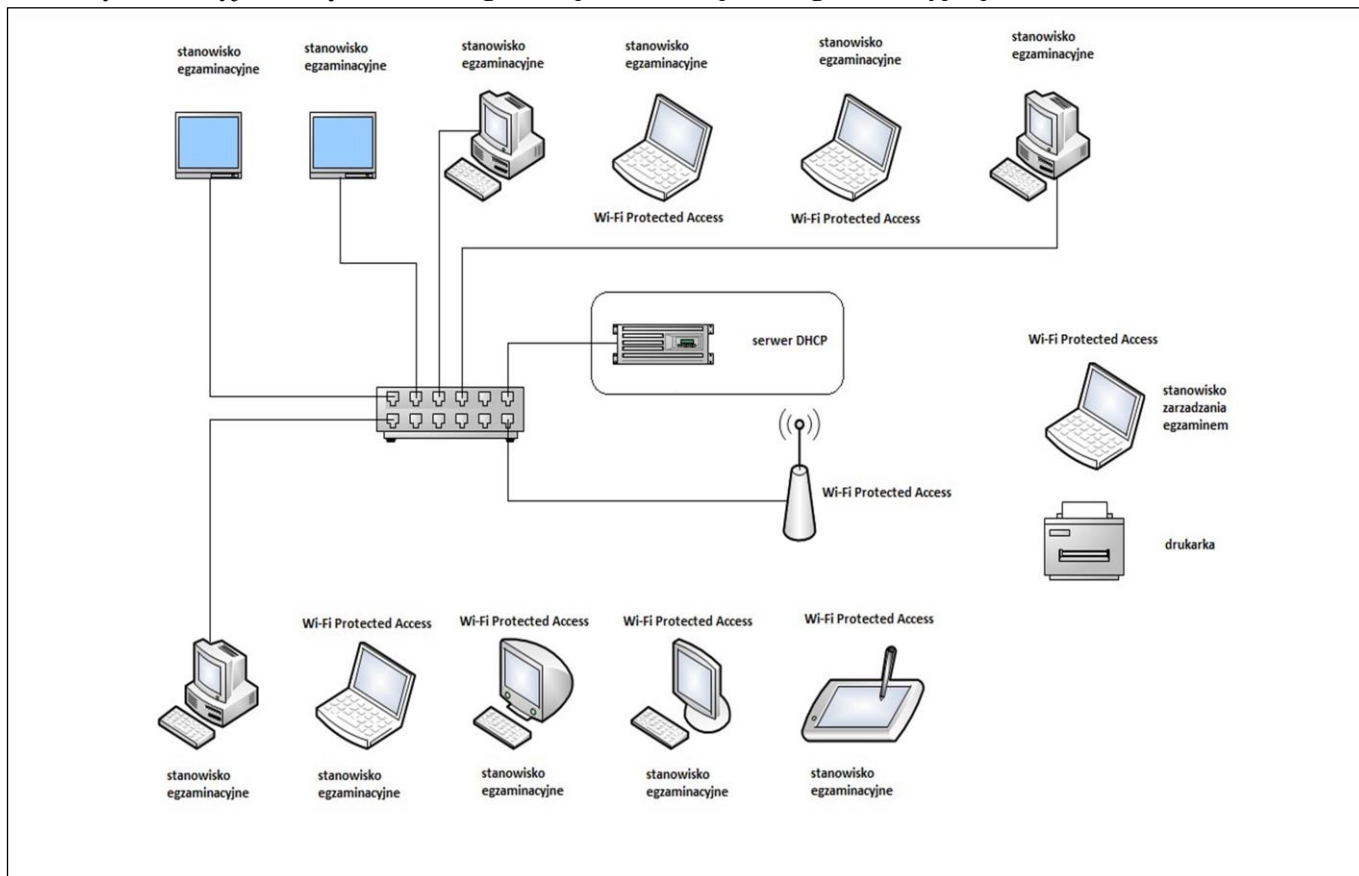 stanowisko
egzaminacyjne
stanowisko
egzaminacyjne
stanowisko
egzaminacyjne
stanowisko
egzaminacyjne
stanowisko
egzaminacyjne
stanowisko
egzaminacyjne
Wi-Fi Protected Access
Wi-Fi Protected Access
serwer DHCP
Wi-Fi Protected Access
stanowisko
zarzadzania
egzaminem
Wi-Fi Protected Access
drukarka
Wi-Fi Protected Access
Wi-Fi Protected Access
Wi-Fi Protected Access
Wi-Fi Protected Access
stanowisko
egzaminacyjne
stanowisko
egzaminacyjne
stanowisko
egzaminacyjne
stanowisko
egzaminacyjne
stanowisko
egzaminacyjne